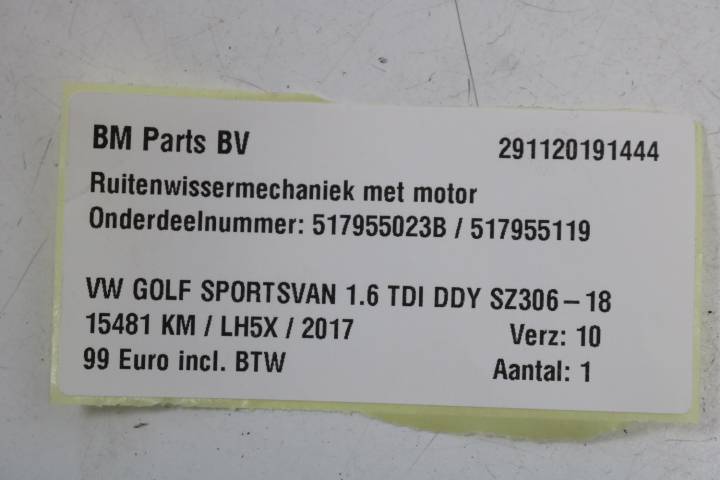 BM Parts BV 291120191444
Ruitenwissermechaniek met motor
Onderdeelnummer: 517955023B / 517955119
VW GOLF SPORTSVAN 1.6 TDI DDY SZ306-18
15481 KM / LH5X / 2017 Verz: 10
99 Euro incl. BTW Aantal: 1